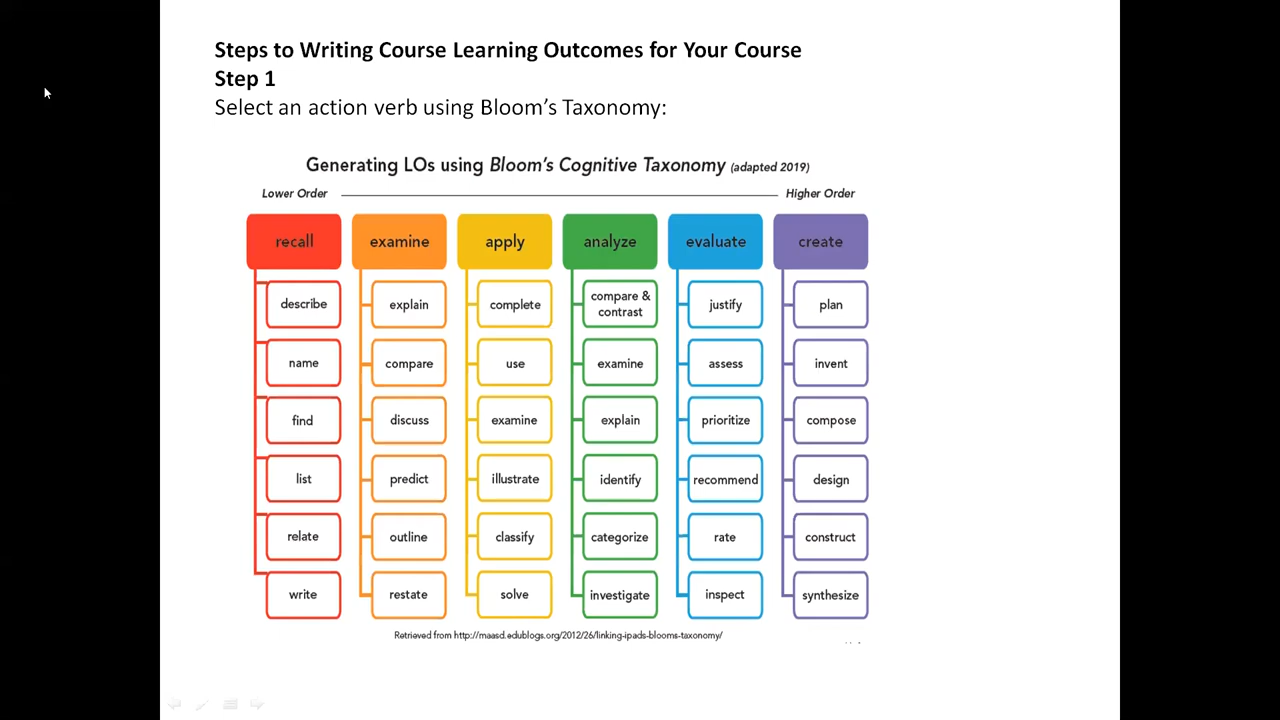 Steps to Writing Course Learning Outcomes for Your Course
Step 1
Select an action verb using Bloom's Taxonomy:
Generating LOs using Bloom's Cognitive Taxonomy (adapted 2019)
Lower Order
Higher Order
recall
examine
apply
analyze
evaluate
create
describe
explain
complete
compare &
contrast
justify
plan
name
compare
use
examine
assess
invent
find
discuss
examine
explain
prioritize
compose
list
predict
illustrate
identify
recommend
design
relate
outline
classify
categorize
rate
construct
write
restate
solve
investigate
inspect
synthesize
Retrieved from http://maasd.edublogs.org/2012/26/linking-ipads-blooms-taxonomy/